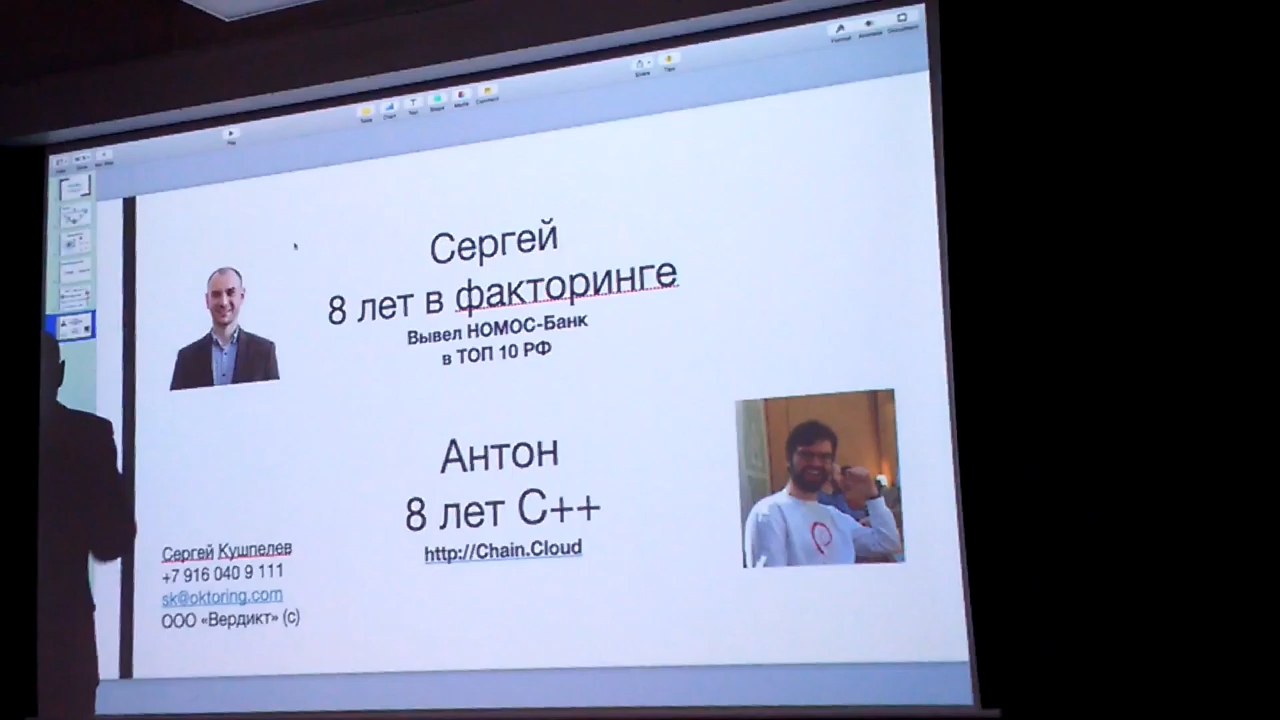 Сергей
8 лет в факторинге
Вывел НОМОС-Банк
в ТОП 10 РФ
Антон
8 лет C++
http://Chain.Cloud
Сергей Кушпелев
+7 916 040 9 111
sk@oktoring.com
ООО «Вердикт» (c)